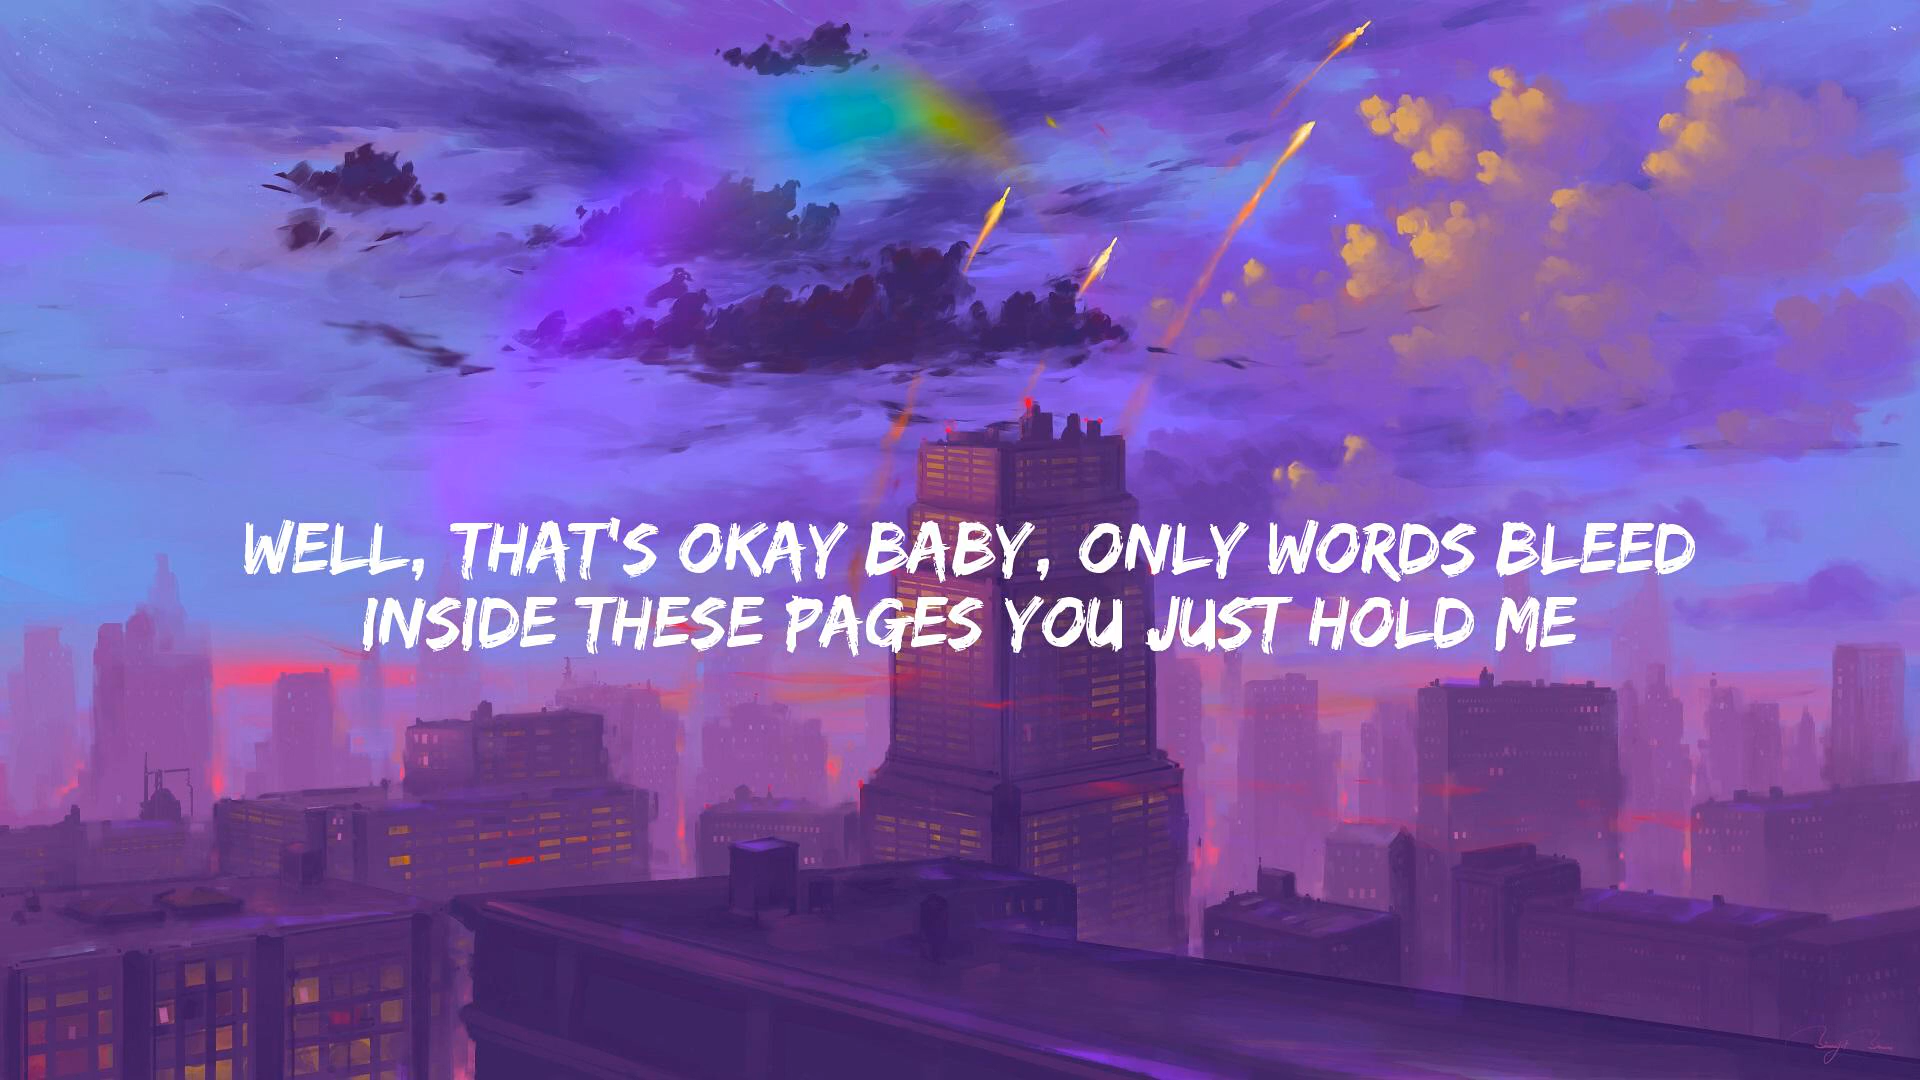 WELL, THAT'S OKAY BABY, ONLY WORDS BLEED
INSIDE THESE PAGES YOU JUST HOLD ME